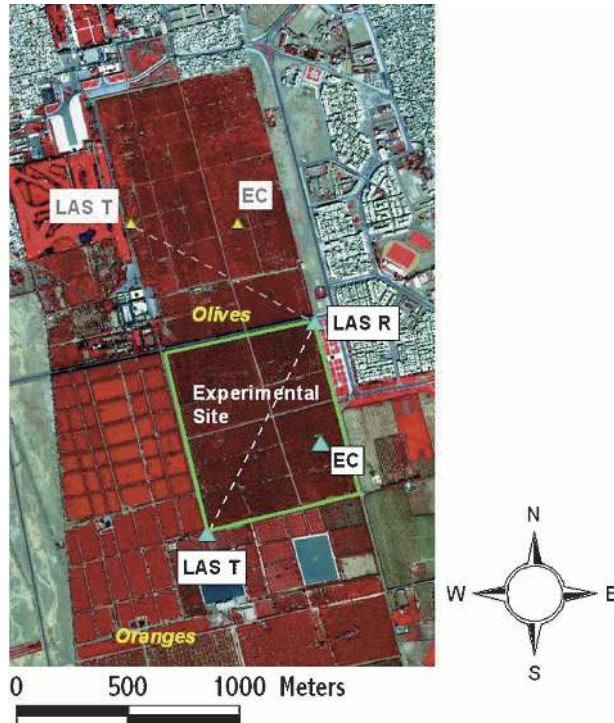 LAS T
EC
Olives
LAS R
Experimental
Site
EC
LAS T
Oranges
N
W E
S
0 500 1000 Meters